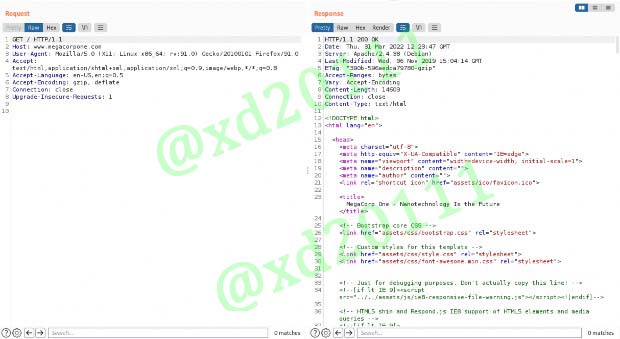 Request
Pretty Raw Hex \n
1 GET / HTTP/1.1
2 Host: www.megacorpone.com
3 User-Agent: Mozilla/5.0 (X11; Linux x86_64; rv:91.0) Gecko/20100101 Firefox/91.0
4 Accept:
text/html,application/xhtml+xml,application/xml;q=0.9,image/webp,*/*;q=0.8
5 Accept-Language: en-US,en;q=0.5
6 Accept-Encoding: gzip, deflate
7 Connection: close
8 Upgrade-Insecure-Requests: 1
9
10
Search...
0 matches
Response
Pretty Raw Hex Render \n
1 HTTP/1.1 200 OK
2 Date: Thu, 31 Mar 2022 12:29:47 GMT
3 Server: Apache/2.4.38 (Debian)
4 Last-Modified: Wed, 06 Nov 2019 15:04:14 GMT
5 ETag: "390b-596aedca79780-gzip"
6 Accept-Ranges: bytes
7 Vary: Accept-Encoding
8 Content-Length: 14603
9 Connection: close
10 Content-Type: text/html
11
12 <!DOCTYPE html>
13 <html lang="en">
14
15 <head>
16 <meta charset="utf-8">
17 <meta http-equiv="X-UA-Compatible" content="IE=edge">
18 <meta name="viewport" content="width=device-width, initial-scale=1">
19 <meta name="description" content="">
20 <meta name="author" content="">
21 <link rel="shortcut icon" href="assets/ico/favicon.ico">
22
23 <title>
MegaCorp One - Nanotechnology Is the Future
</title>
24
25 <!-- Bootstrap core CSS -->
26 <link href="assets/css/bootstrap.css" rel="stylesheet">
27
28 <!-- Custom styles for this template -->
29 <link href="assets/css/style.css" rel="stylesheet">
30 <link href="assets/css/font-awesome.min.css" rel="stylesheet">
31
32
33 <!-- Just for debugging purposes. Don't actually copy this line! -->
34 <!--[if lt IE 9]><script
src="../../assets/js/ie8-responsive-file-warning.js"></script><![endif]-->
35
36 <!-- HTML5 shim and Respond.js IE8 support of HTML5 elements and media
queries -->
37 <!--[if lt IE 9]>
Search...
0 matches
@xd20111
@xd20111